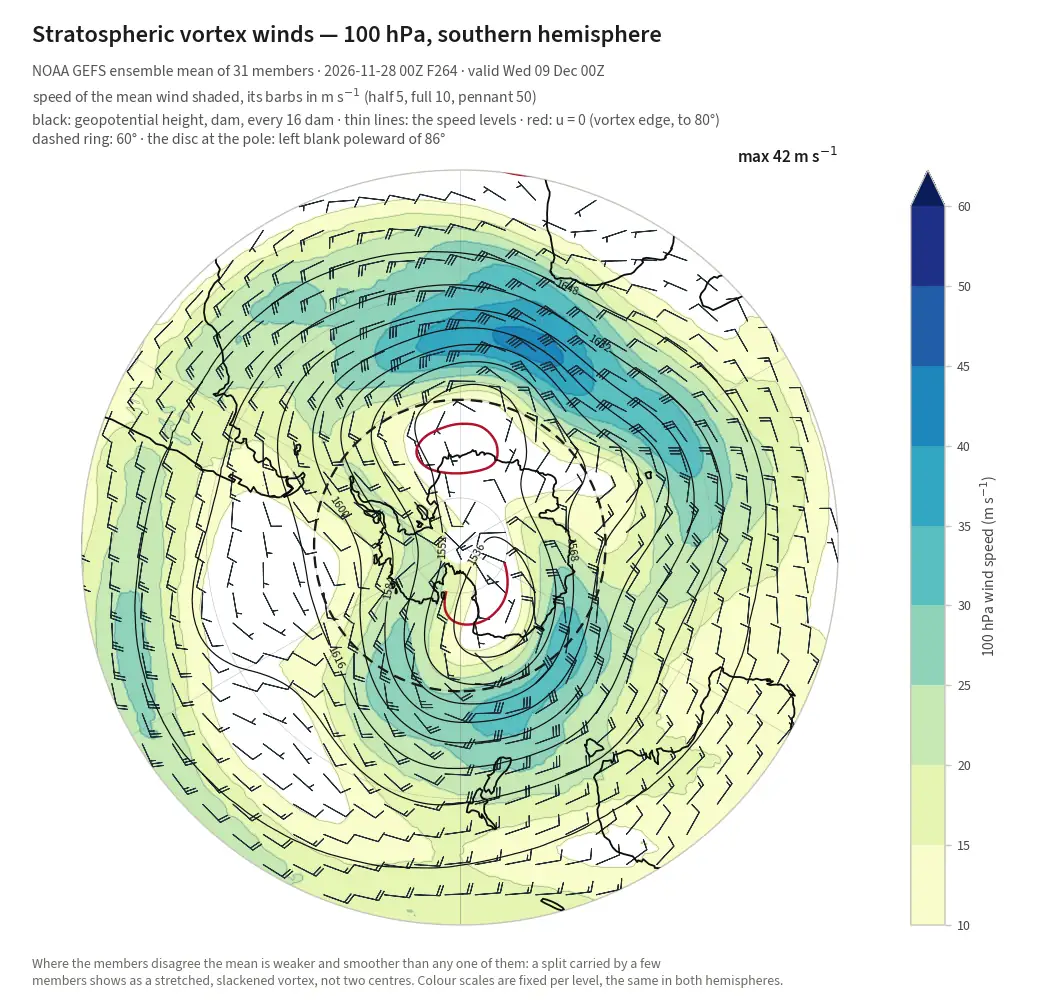 Stratospheric vortex winds — 100 hPa, southern hemisphere
NOAA GEFS ensemble mean of 31 members · 2026-11-28 00Z F264 · valid Wed 09 Dec 00Z
speed of the mean wind shaded, its barbs in m s⁻¹ (half 5, full 10, pennant 50)
black: geopotential height, dam, every 16 dam · thin lines: the speed levels · red: u = 0 (vortex edge, to 80°)
dashed ring: 60° · the disc at the pole: left blank poleward of 86°
max 42 m s⁻¹
60
50
45
40
35
30
25
20
15
10
100 hPa wind speed (m s⁻¹)
1600
1552
1536
1568
1616
Where the members disagree the mean is weaker and smoother than any one of them: a split carried by a few
members shows as a stretched, slackened vortex, not two centres. Colour scales are fixed per level, the same in both hemispheres.